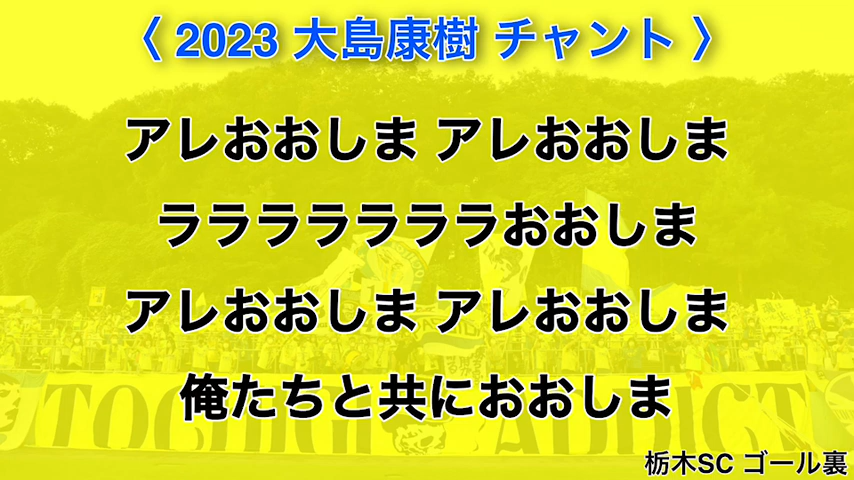 〈 2023 大島康樹 チャント 〉
アレおおしま アレおおしま
ララララララララおおしま
アレおおしま アレおおしま
俺たちと共におおしま
TOCHIGI ADDICT
栃木SC ゴール裏